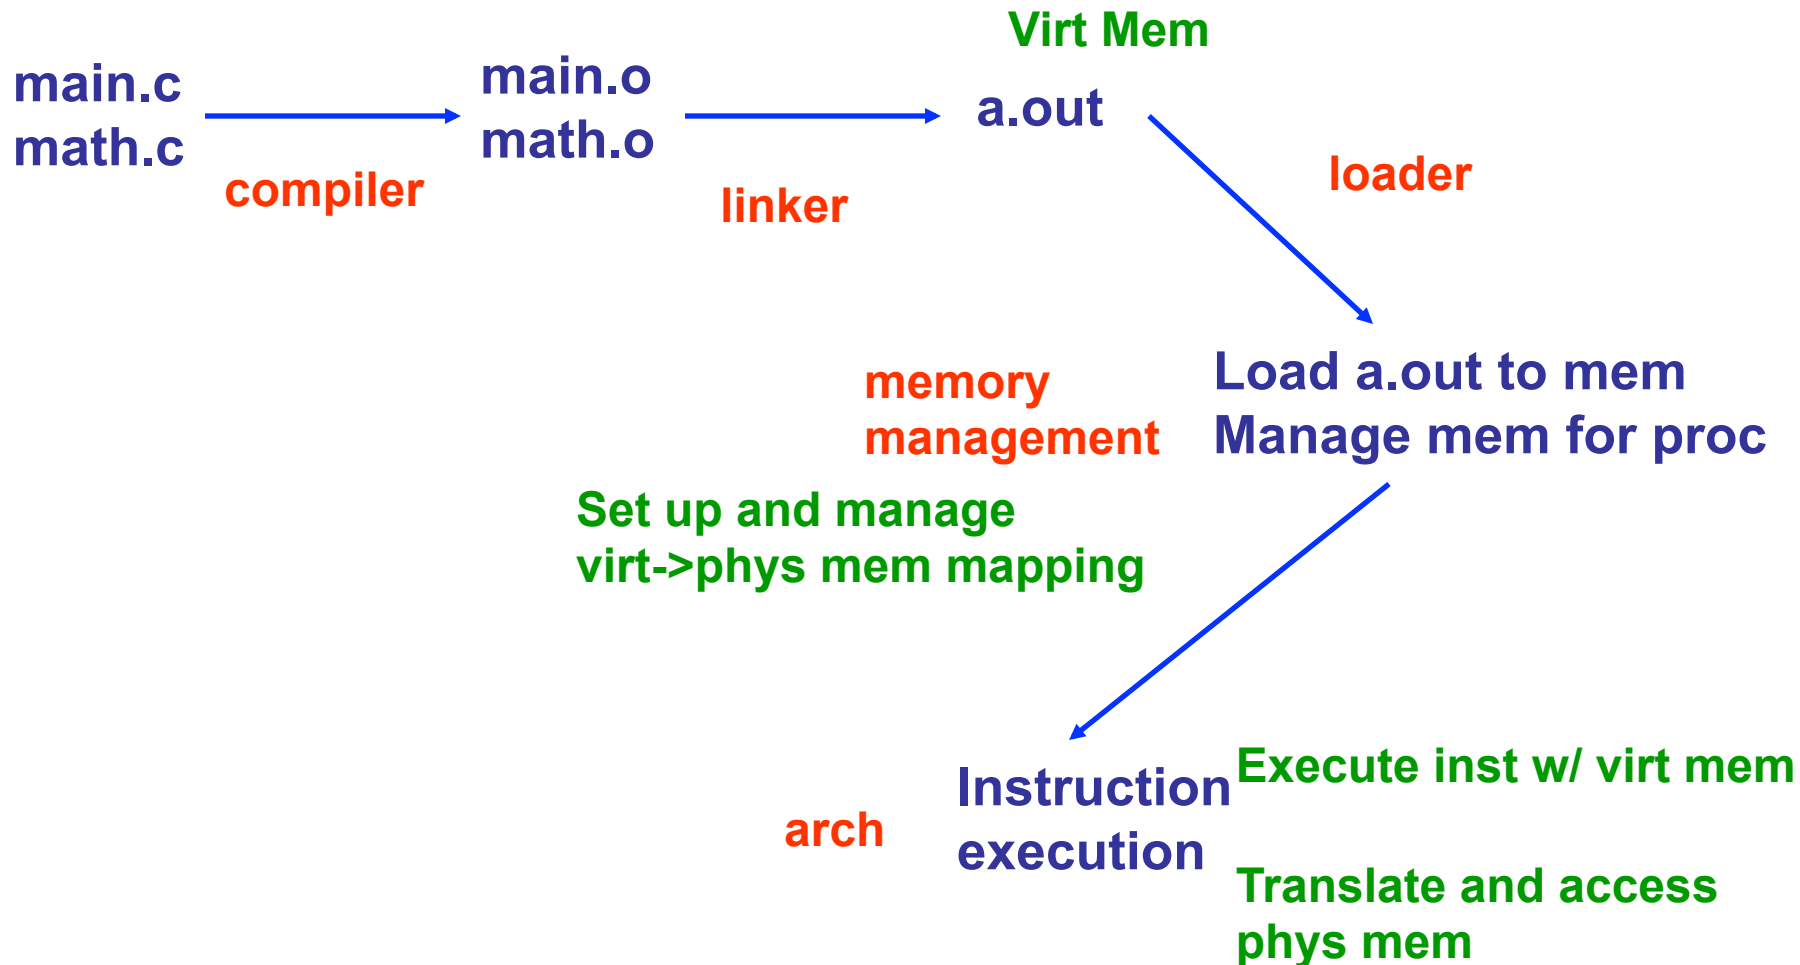 Virt Mem
main.c
math.c
main.o
math.o
a.out
compiler
linker
loader
memory
management
Load a.out to mem
Manage mem for proc
Set up and manage
virt->phys mem mapping
arch
Instruction
execution
Execute inst w/ virt mem
Translate and access
phys mem